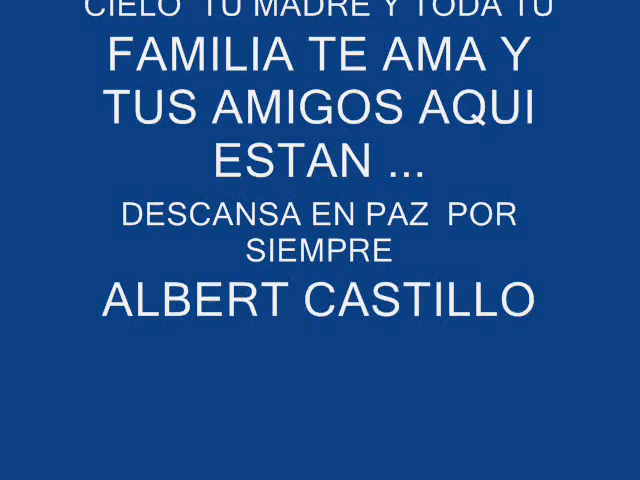 CIELO TU MADRE Y TODA TU
FAMILIA TE AMA Y
TUS AMIGOS AQUI
ESTAN ...
DESCANSA EN PAZ POR
SIEMPRE
ALBERT CASTILLO